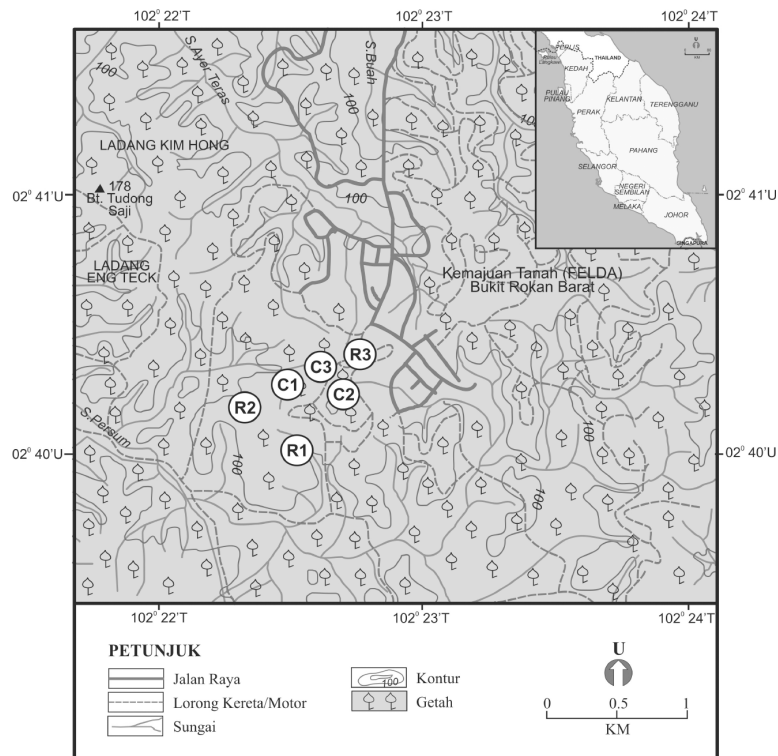 102° 22'T
102° 23'T
102° 24'T
100
S.Ayer Teras
S.Buah
100
100
LADANG KIM HONG
02° 41'U
178
Bt. Tudong
Saji
100
02° 41'U
LADANG
ENG TECK
Kemajuan Tanah (FELDA)
Bukit Rokan Barat
R3
C3
C1
C2
R2
S.Persum
R1
100
100
100
02° 40'U
02° 40'U
102° 22'T
102° 23'T
102° 24'T
U
PERLIS
THAILAND
KEDAH
PULAU
PINANG
PERAK
KELANTAN
TERENGGANU
PAHANG
SELANGOR
NEGERI
SEMBILAN
MELAKA
JOHOR
SINGAPURA
PETUNJUK
Jalan Raya
Lorong Kereta/Motor
Sungai
100
Kontur
Getah
U
0 0.5 1
KM